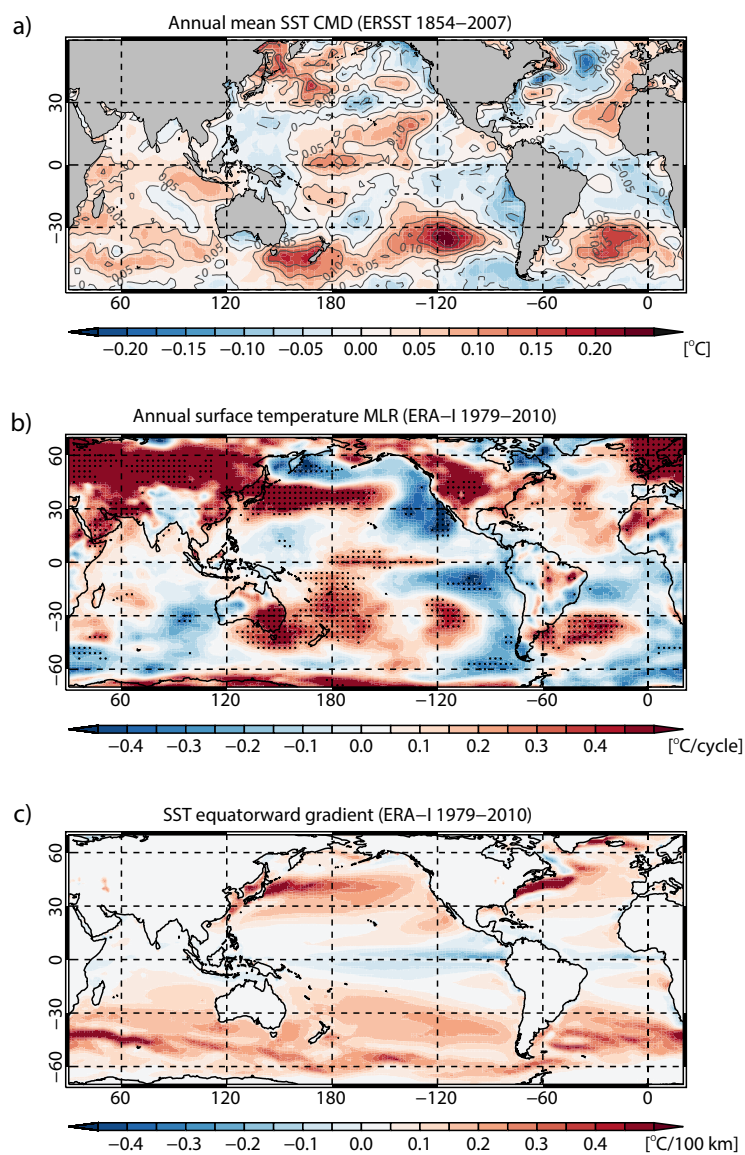 a)
Annual mean SST CMD (ERSST 1854−2007)
30
0
−30
60 120 180 −120 −60 0
−0.20 −0.15 −0.10 −0.05 0.00 0.05 0.10 0.15 0.20
[°C]
b)
Annual surface temperature MLR (ERA−I 1979−2010)
60
30
0
−30
−60
60 120 180 −120 −60 0
−0.4 −0.3 −0.2 −0.1 0.0 0.1 0.2 0.3 0.4
[°C/cycle]
c)
SST equatorward gradient (ERA−I 1979−2010)
60
30
0
−30
−60
60 120 180 −120 −60 0
−0.4 −0.3 −0.2 −0.1 0.0 0.1 0.2 0.3 0.4
[°C/100 km]